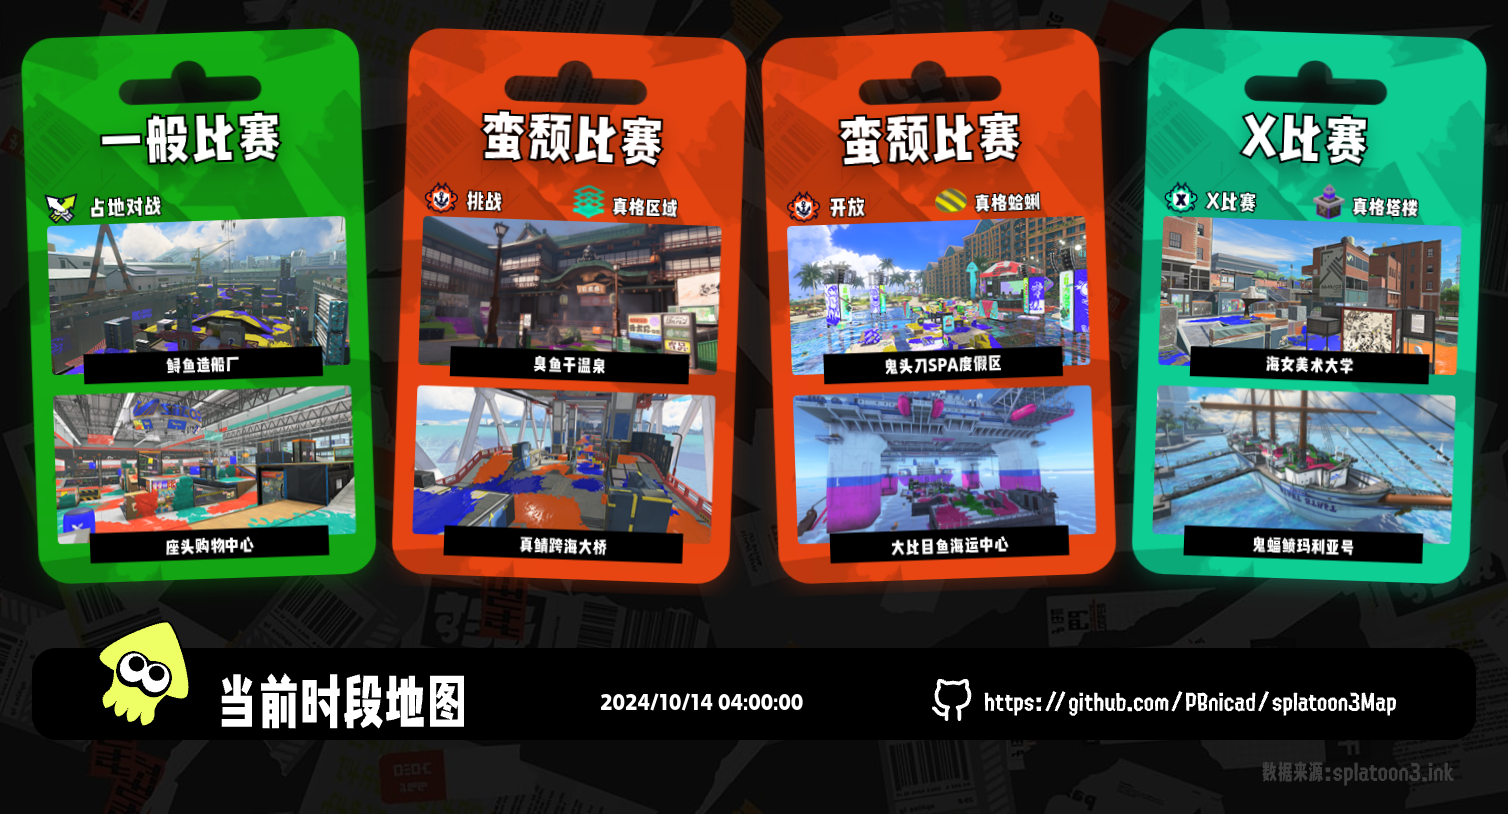 一般比赛
占地对战
鲟鱼造船厂
座头购物中心
蛮颓比赛
挑战
真格区域
臭鱼干温泉
真鲭跨海大桥
蛮颓比赛
开放
真格蛤蜊
鬼头刀SPA度假区
大比目鱼海运中心
X比赛
X比赛
真格塔楼
海女美术大学
鬼蝠鲼玛利亚号
当前时段地图
2024/10/14 04:00:00
https://github.com/PBnicad/splatoon3Map
数据来源:splatoon3.ink